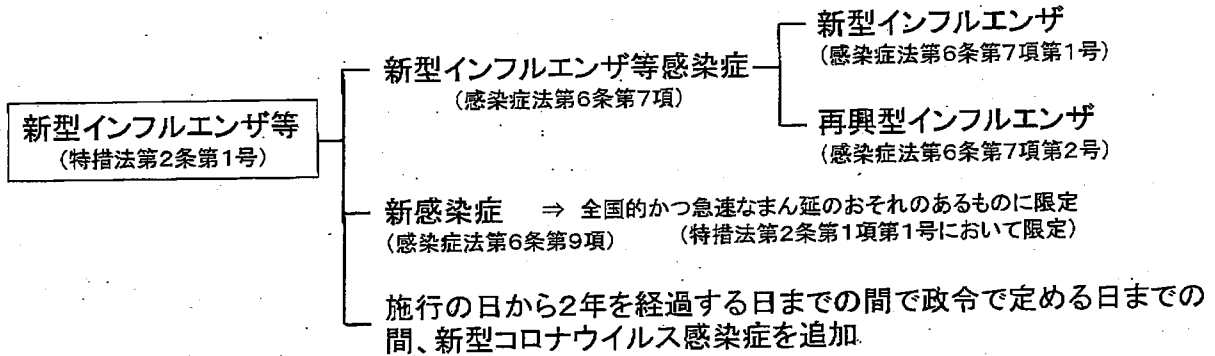 新型インフルエンザ等
(特措法第2条第1号)
新型インフルエンザ等感染症
(感染症法第6条第7項)
新型インフルエンザ
(感染症法第6条第7項第1号)
再興型インフルエンザ
(感染症法第6条第7項第2号)
新感染症 ⇒ 全国的かつ急速なまん延のおそれのあるものに限定
(感染症法第6条第9項) (特措法第2条第1項第1号において限定)
施行の日から2年を経過する日までの間で政令で定める日までの
間、新型コロナウイルス感染症を追加